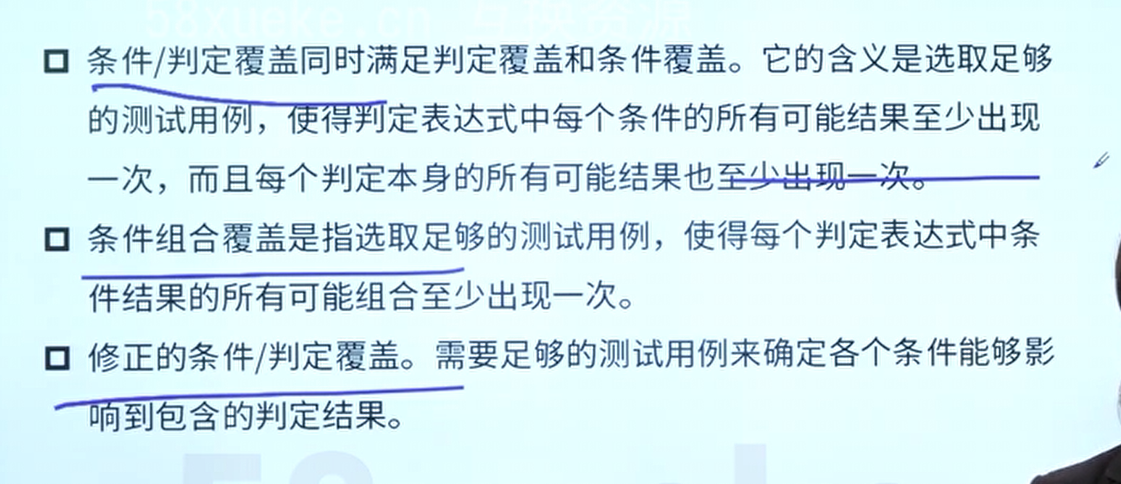 58xueke.cn 互联资源
条件/判定覆盖同时满足判定覆盖和条件覆盖。它的含义是选取足够
的测试用例，使得判定表达式中每个条件的所有可能结果至少出现
一次，而且每个判定本身的所有可能结果也至少出现一次。
条件组合覆盖是指选取足够的测试用例，使得每个判定表达式中条
件结果的所有可能组合至少出现一次。
修正的条件/判定覆盖。需要足够的测试用例来确定各个条件能够影
响到包含的判定结果。